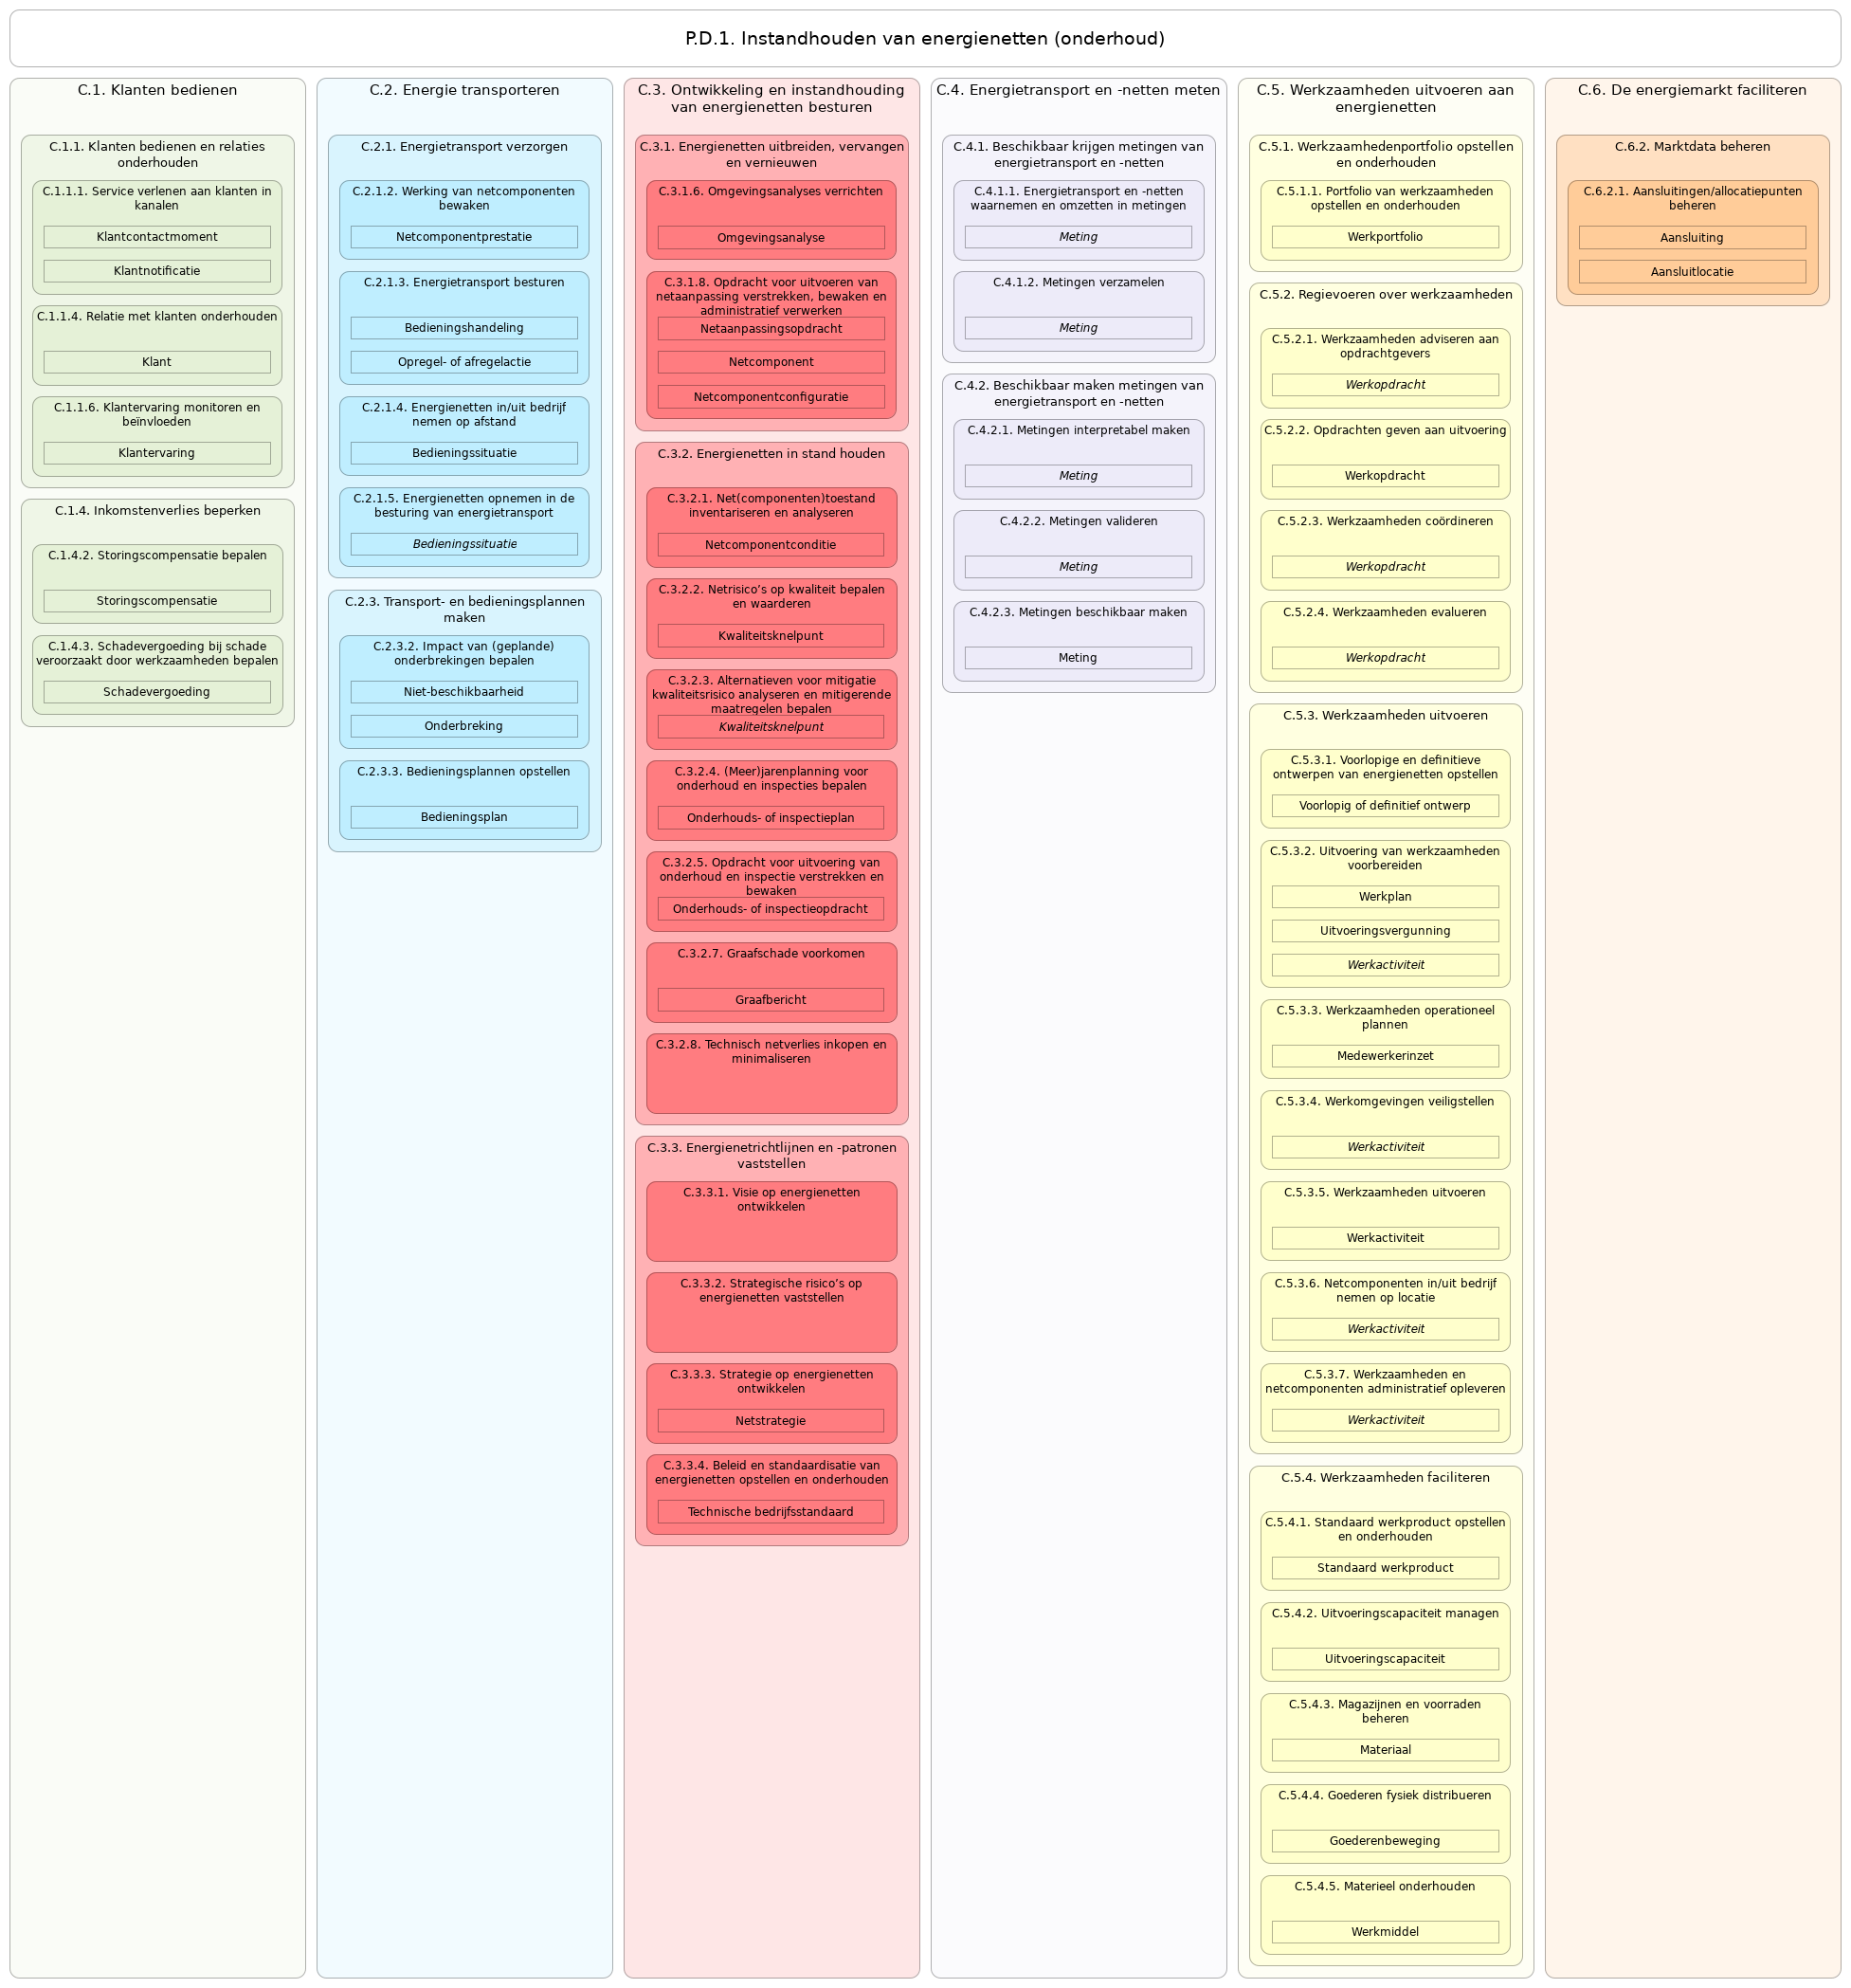 P.D.1. Instandhouden van energienetten (onderhoud)
C.1. Klanten bedienen
C.1.1. Klanten bedienen en relaties
onderhouden
C.1.1.1. Service verlenen aan klanten in
kanalen
Klantcontactmoment
Klantnotificatie
C.1.1.4. Relatie met klanten onderhouden
Klant
C.1.1.6. Klantervaring monitoren en
beïnvloeden
Klantervaring
C.1.4. Inkomstenverlies beperken
C.1.4.2. Storingscompensatie bepalen
Storingscompensatie
C.1.4.3. Schadevergoeding bij schade
veroorzaakt door werkzaamheden bepalen
Schadevergoeding
C.2. Energie transporteren
C.2.1. Energietransport verzorgen
C.2.1.2. Werking van netcomponenten
bewaken
Netcomponentprestatie
C.2.1.3. Energietransport besturen
Bedieningshandeling
Opregel- of afregelactie
C.2.1.4. Energienetten in/uit bedrijf
nemen op afstand
Bedieningssituatie
C.2.1.5. Energienetten opnemen in de
besturing van energietransport
Bedieningssituatie
C.2.3. Transport- en bedieningsplannen
maken
C.2.3.2. Impact van (geplande)
onderbrekingen bepalen
Niet-beschikbaarheid
Onderbreking
C.2.3.3. Bedieningsplannen opstellen
Bedieningsplan
C.3. Ontwikkeling en instandhouding
van energienetten besturen
C.3.1. Energienetten uitbreiden, vervangen
en vernieuwen
C.3.1.6. Omgevingsanalyses verrichten
Omgevingsanalyse
C.3.1.8. Opdracht voor uitvoeren van
netaanpassing verstrekken, bewaken en
administratief verwerken
Netaanpassingsopdracht
Netcomponent
Netcomponentconfiguratie
C.3.2. Energienetten in stand houden
C.3.2.1. Net(componenten)toestand
inventariseren en analyseren
Netcomponentconditie
C.3.2.2. Netrisico’s op kwaliteit bepalen
en waarderen
Kwaliteitsknelpunt
C.3.2.3. Alternatieven voor mitigatie
kwaliteitsrisico analyseren en mitigerende
maatregelen bepalen
Kwaliteitsknelpunt
C.3.2.4. (Meer)jarenplanning voor
onderhoud en inspecties bepalen
Onderhouds- of inspectieplan
C.3.2.5. Opdracht voor uitvoering van
onderhoud en inspectie verstrekken en
bewaken
Onderhouds- of inspectieopdracht
C.3.2.7. Graafschade voorkomen
Graafbericht
C.3.2.8. Technisch netverlies inkopen en
minimaliseren
C.3.3. Energienetrichtlijnen en -patronen
vaststellen
C.3.3.1. Visie op energienetten
ontwikkelen
C.3.3.2. Strategische risico’s op
energienetten vaststellen
C.3.3.3. Strategie op energienetten
ontwikkelen
Netstrategie
C.3.3.4. Beleid en standaardisatie van
energienetten opstellen en onderhouden
Technische bedrijfsstandaard
C.4. Energietransport en -netten meten
C.4.1. Beschikbaar krijgen metingen van
energietransport en -netten
C.4.1.1. Energietransport en -netten
waarnemen en omzetten in metingen
Meting
C.4.1.2. Metingen verzamelen
Meting
C.4.2. Beschikbaar maken metingen van
energietransport en -netten
C.4.2.1. Metingen interpretabel maken
Meting
C.4.2.2. Metingen valideren
Meting
C.4.2.3. Metingen beschikbaar maken
Meting
C.5. Werkzaamheden uitvoeren aan
energienetten
C.5.1. Werkzaamhedenportfolio opstellen
en onderhouden
C.5.1.1. Portfolio van werkzaamheden
opstellen en onderhouden
Werkportfolio
C.5.2. Regievoeren over werkzaamheden
C.5.2.1. Werkzaamheden adviseren aan
opdrachtgevers
Werkopdracht
C.5.2.2. Opdrachten geven aan uitvoering
Werkopdracht
C.5.2.3. Werkzaamheden coördineren
Werkopdracht
C.5.2.4. Werkzaamheden evalueren
Werkopdracht
C.5.3. Werkzaamheden uitvoeren
C.5.3.1. Voorlopige en definitieve
ontwerpen van energienetten opstellen
Voorlopig of definitief ontwerp
C.5.3.2. Uitvoering van werkzaamheden
voorbereiden
Werkplan
Uitvoeringsvergunning
Werkactiviteit
C.5.3.3. Werkzaamheden operationeel
plannen
Medewerkerinzet
C.5.3.4. Werkomgevingen veiligstellen
Werkactiviteit
C.5.3.5. Werkzaamheden uitvoeren
Werkactiviteit
C.5.3.6. Netcomponenten in/uit bedrijf
nemen op locatie
Werkactiviteit
C.5.3.7. Werkzaamheden en
netcomponenten administratief opleveren
Werkactiviteit
C.5.4. Werkzaamheden faciliteren
C.5.4.1. Standaard werkproduct opstellen
en onderhouden
Standaard werkproduct
C.5.4.2. Uitvoeringscapaciteit managen
Uitvoeringscapaciteit
C.5.4.3. Magazijnen en voorraden
beheren
Materiaal
C.5.4.4. Goederen fysiek distribueren
Goederenbeweging
C.5.4.5. Materieel onderhouden
Werkmiddel
C.6. De energiemarkt faciliteren
C.6.2. Marktdata beheren
C.6.2.1. Aansluitingen/allocatiepunten
beheren
Aansluiting
Aansluitlocatie